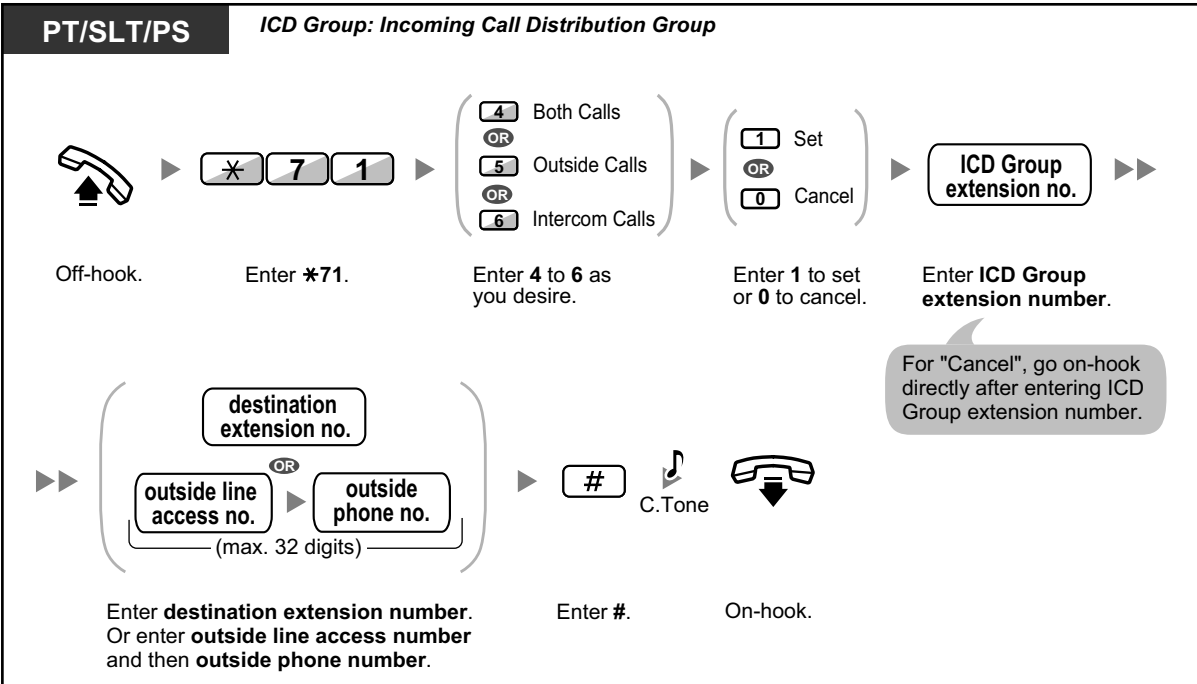 PT/SLT/PS
ICD Group: Incoming Call Distribution Group
4 Both Calls
OR
5 Outside Calls
OR
6 Intercom Calls
1 Set
OR
0 Cancel
✳ 7 1
ICD Group
extension no.
Off-hook.
Enter ✳71.
Enter 4 to 6 as
you desire.
Enter 1 to set
or 0 to cancel.
Enter ICD Group
extension number.
For "Cancel", go on-hook
directly after entering ICD
Group extension number.
destination
extension no.
OR
outside line
access no.
outside
phone no.
(max. 32 digits)
#
C.Tone
Enter destination extension number.
Or enter outside line access number
and then outside phone number.
Enter #.
On-hook.